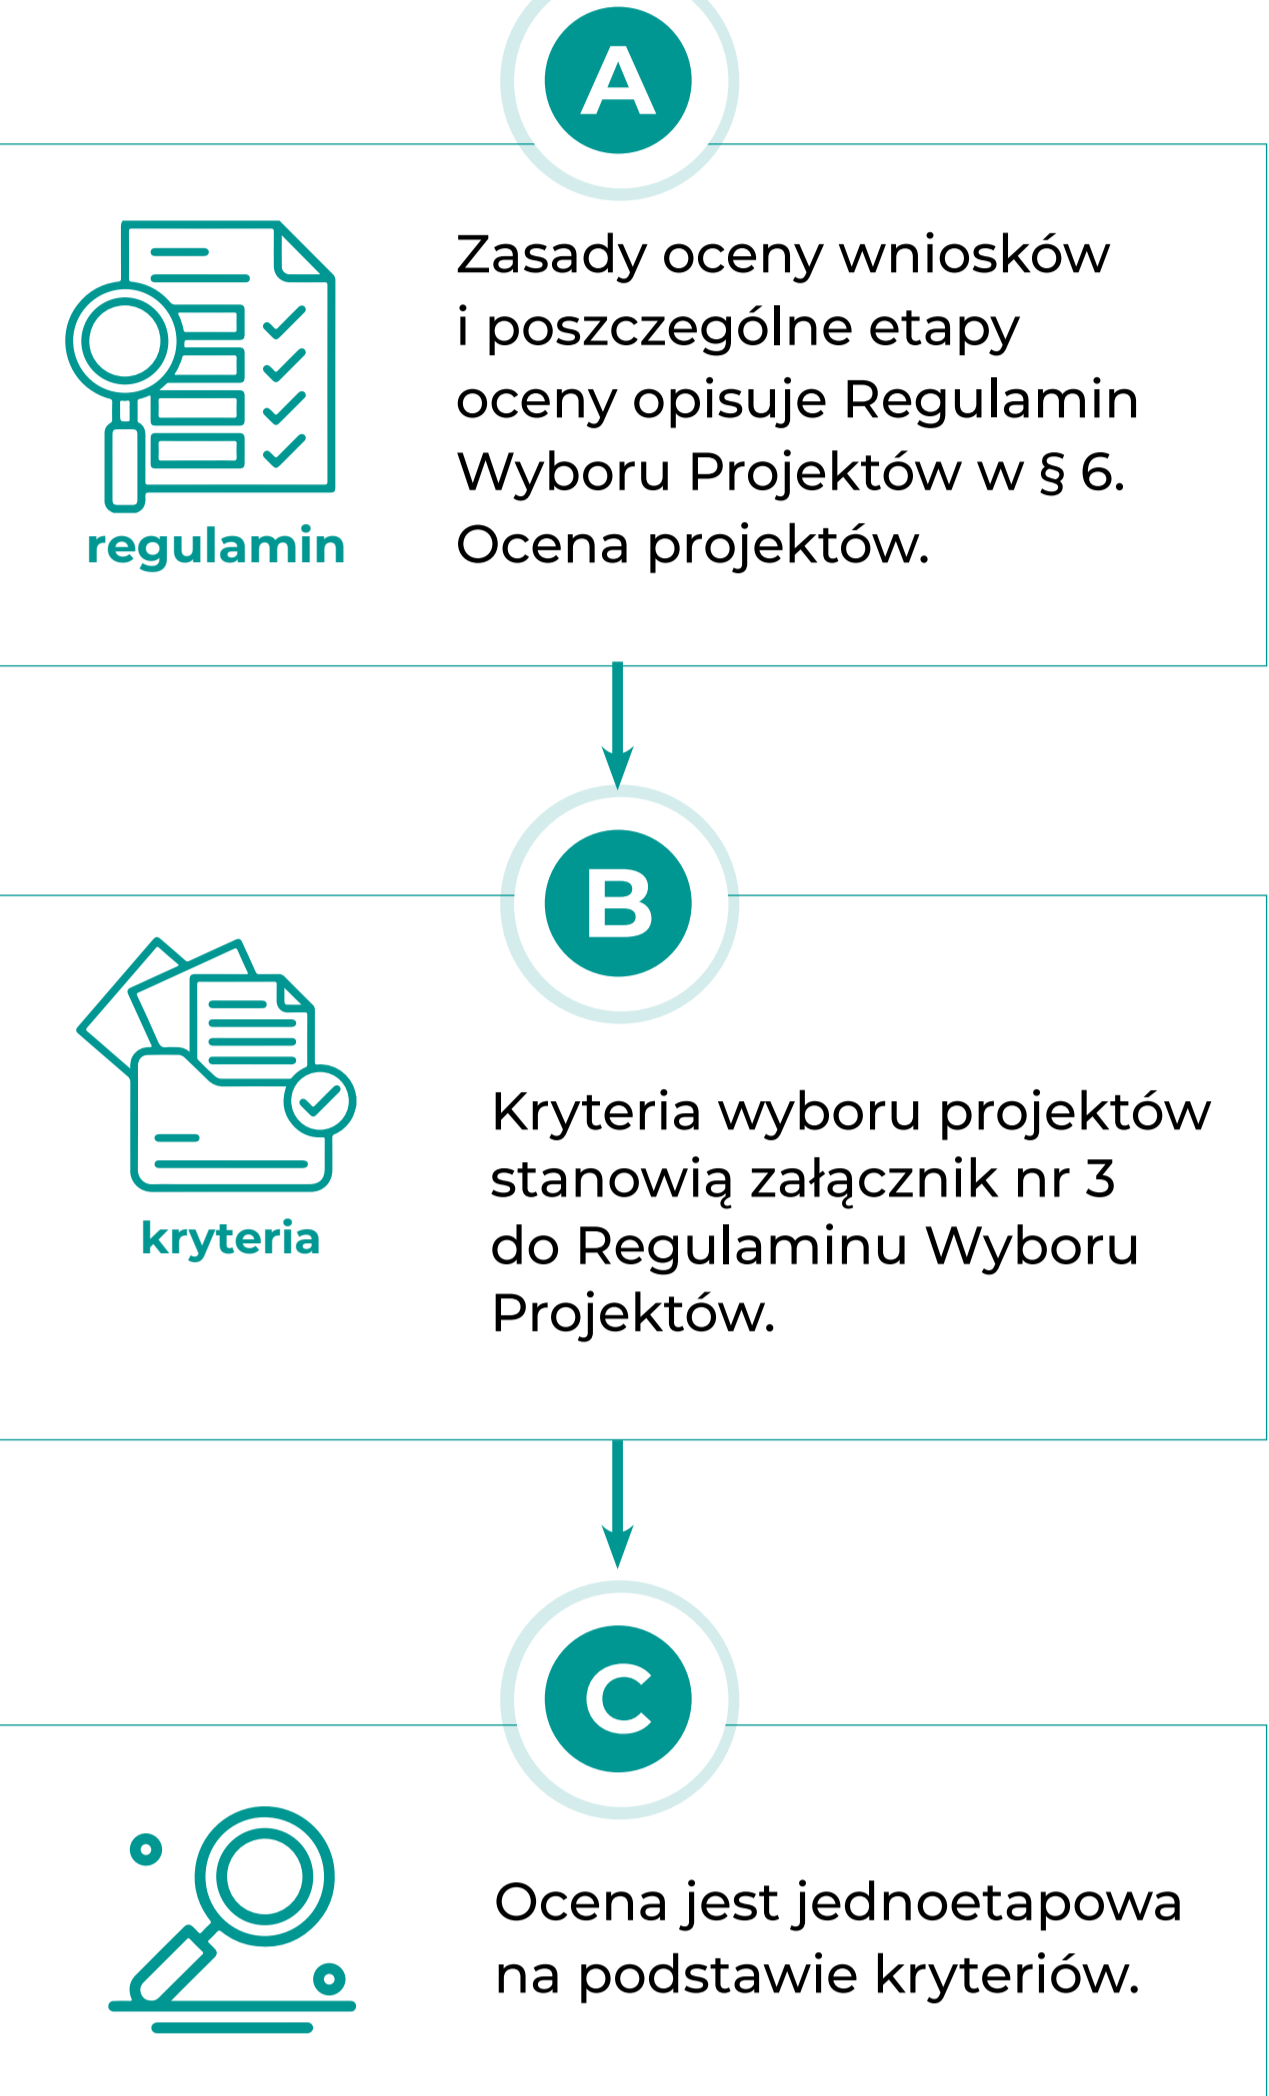 A
Zasady oceny wniosków
i poszczególne etapy
oceny opisuje Regulamin
Wyboru Projektów w § 6.
Ocena projektów.
regulamin
B
Kryteria wyboru projektów
stanowią załącznik nr 3
do Regulaminu Wyboru
Projektów.
kryteria
C
Ocena jest jednoetapowa
na podstawie kryteriów.